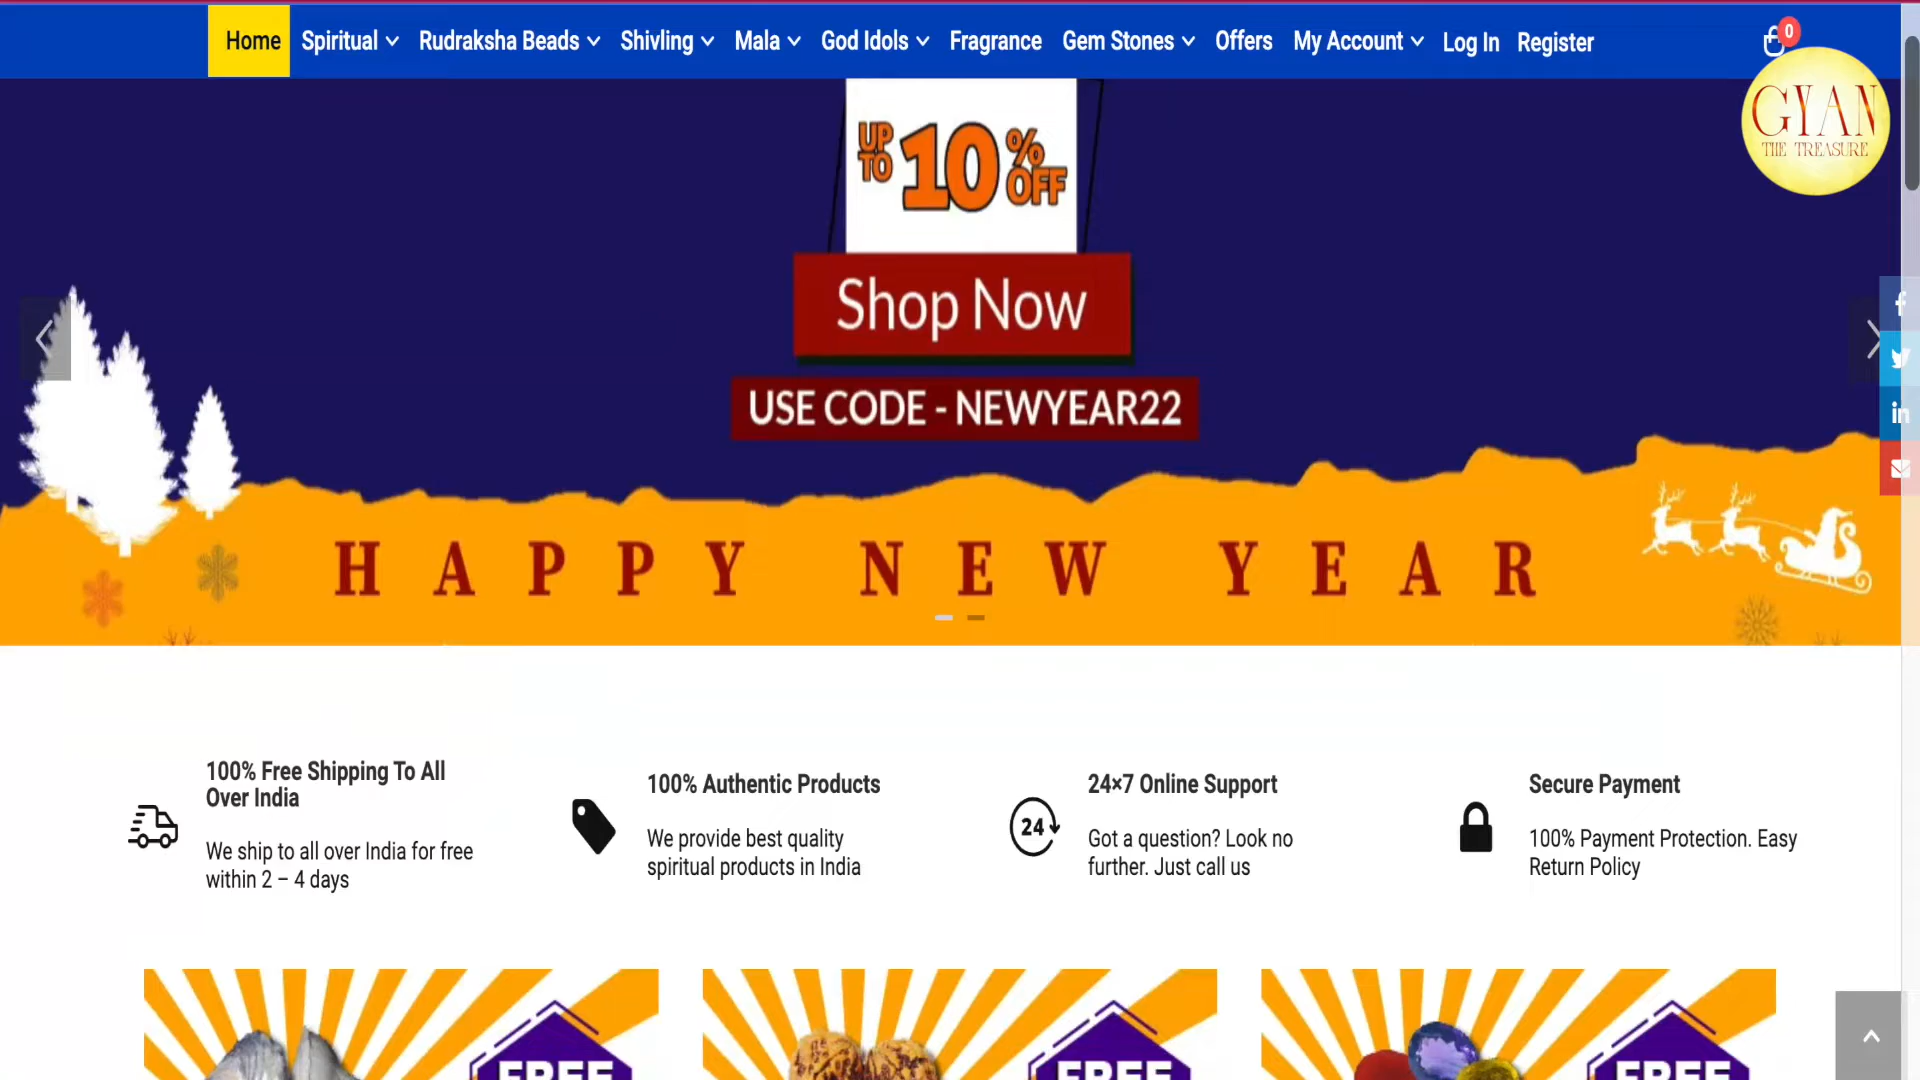 Home Spiritual Rudraksha Beads Shivling Mala God Idols Fragrance Gem Stones Offers My Account Log In Register
0
GYAN
THE TREASURE
UP TO 10% OFF
Shop Now
USE CODE - NEWYEAR22
HAPPY NEW YEAR
100% Free Shipping To All
Over India
We ship to all over India for free
within 2 – 4 days
100% Authentic Products
We provide best quality
spiritual products in India
24
24×7 Online Support
Got a question? Look no
further. Just call us
Secure Payment
100% Payment Protection. Easy
Return Policy
FREE
FREE
FREE